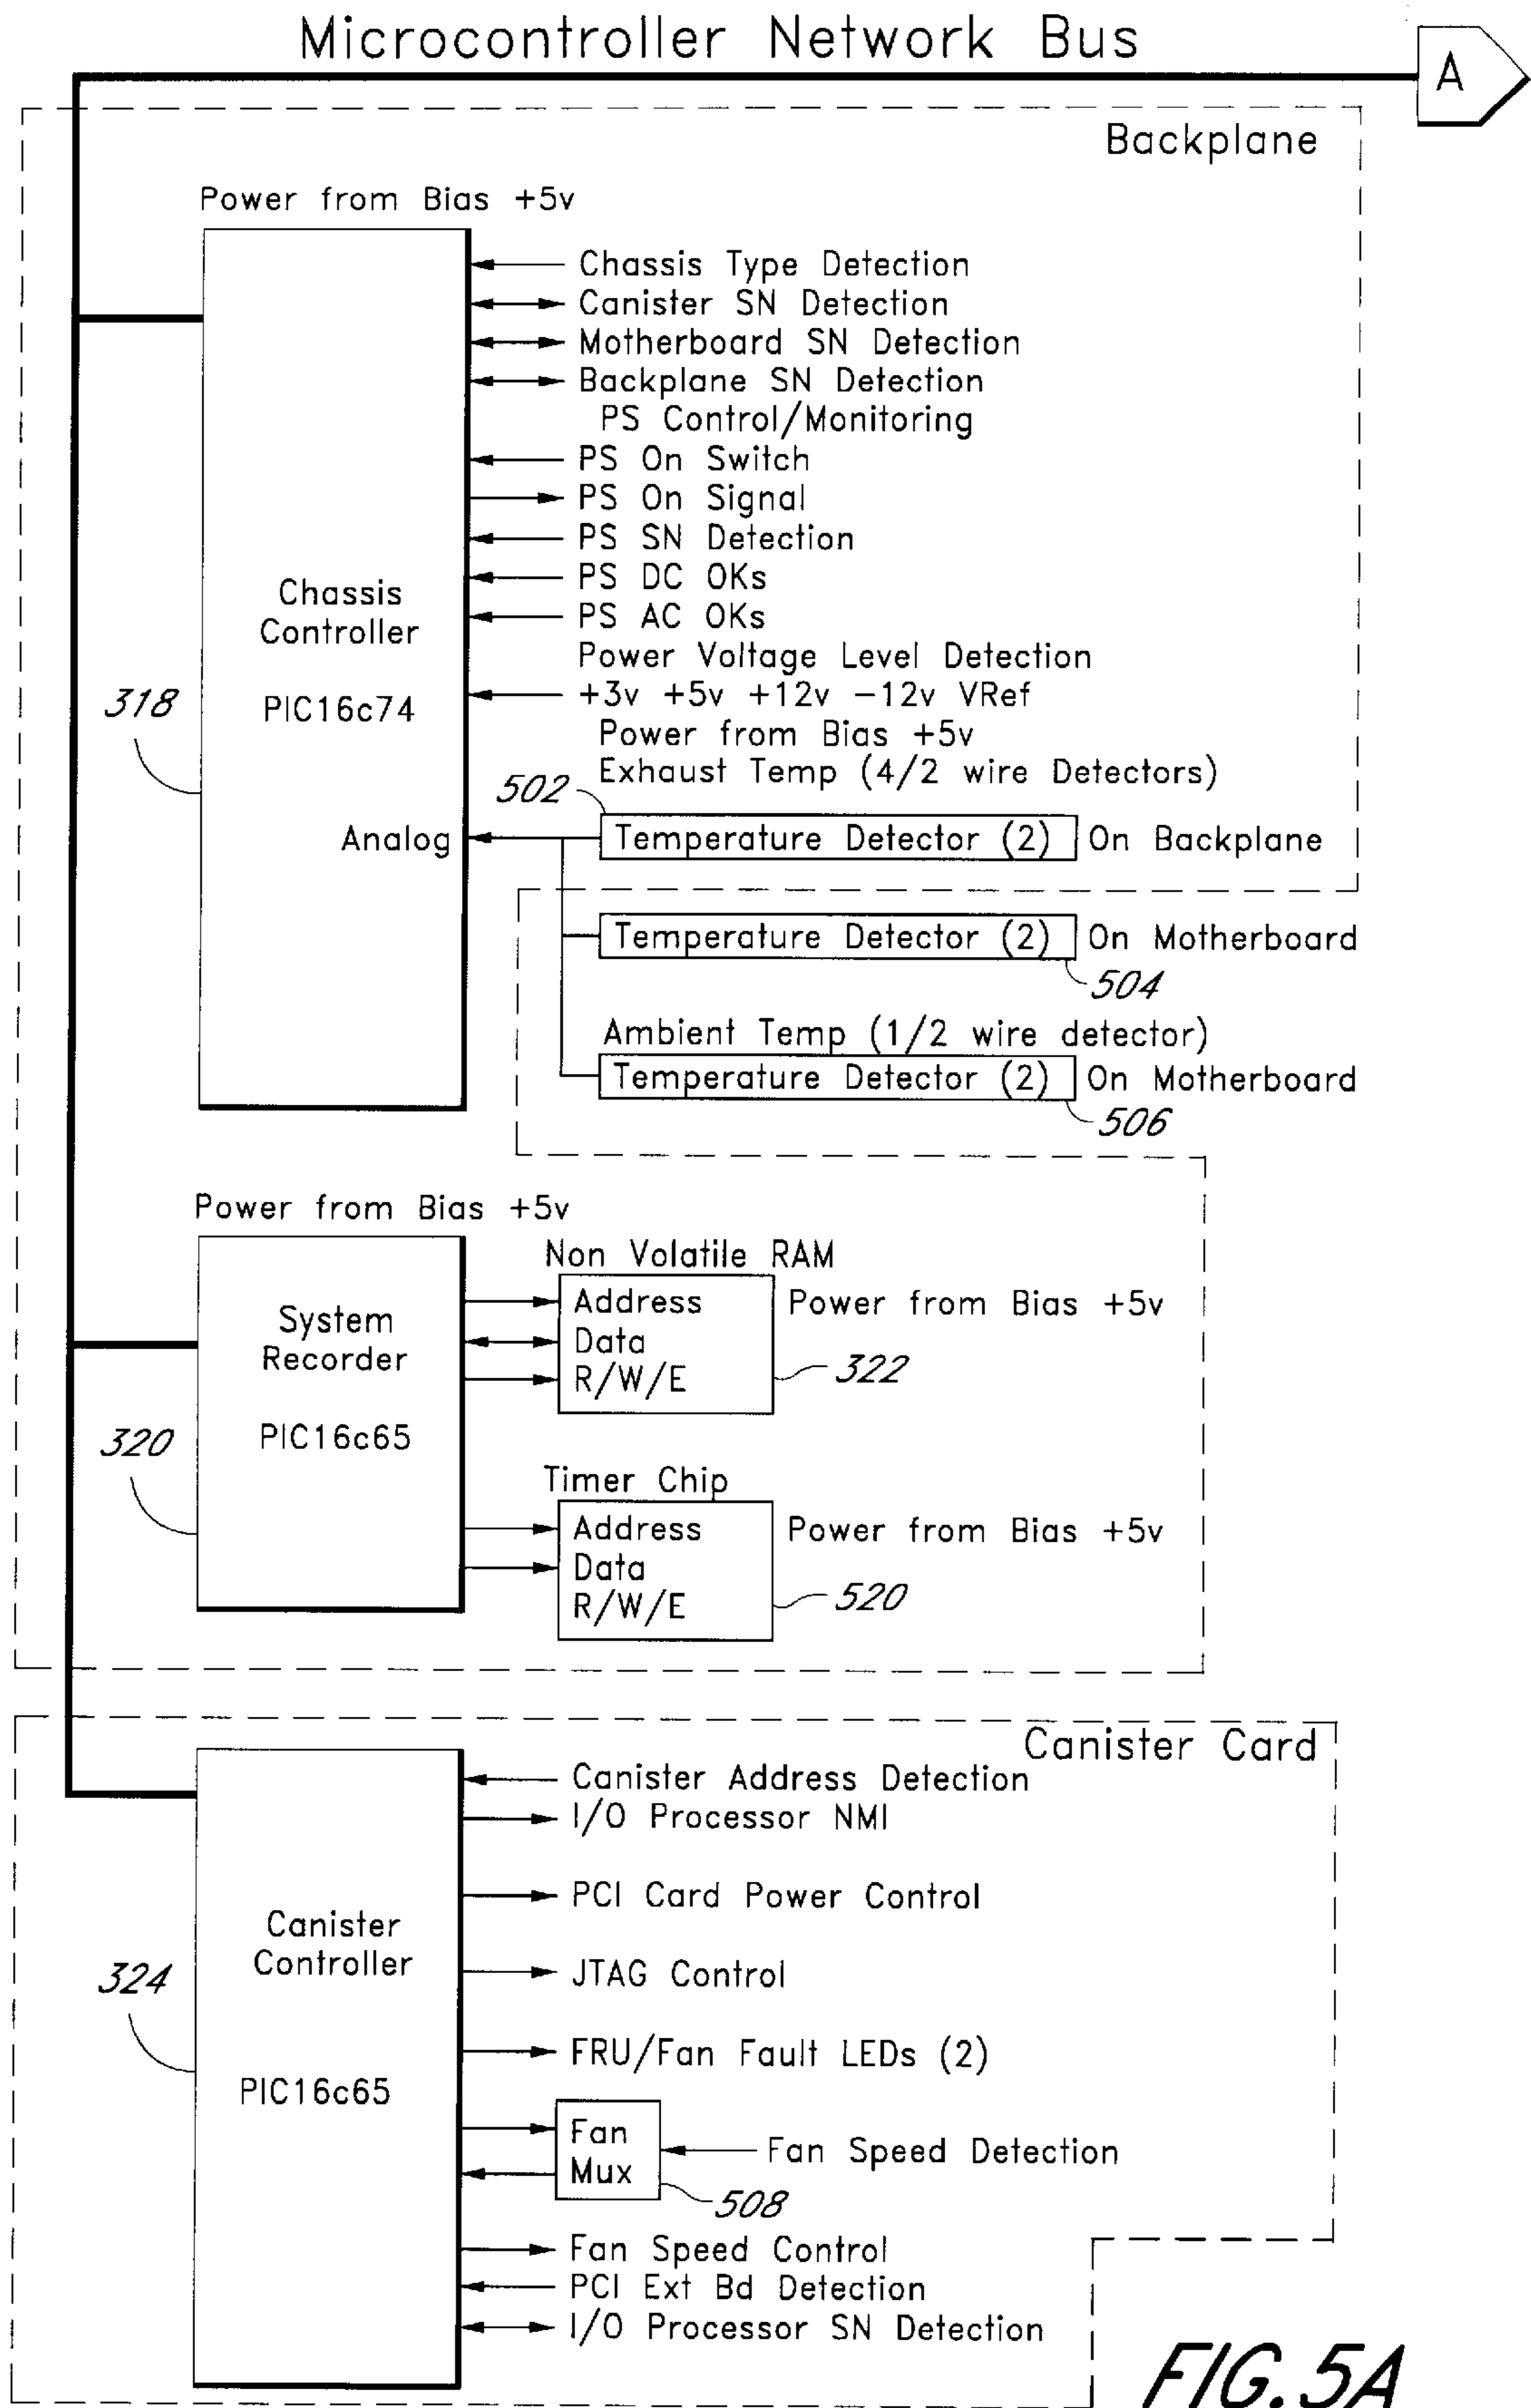 Microcontroller Network Bus
A
Backplane
Power from Bias +5v
Chassis Type Detection
Canister SN Detection
Motherboard SN Detection
Backplane SN Detection
PS Control/Monitoring
PS On Switch
PS On Signal
PS SN Detection
PS DC OKs
PS AC OKs
Power Voltage Level Detection
+3v +5v +12v -12v VRef
Power from Bias +5v
Exhaust Temp (4/2 wire Detectors)
Chassis
Controller
PIC16c74
318
Analog
502
Temperature Detector (2) On Backplane
Temperature Detector (2) On Motherboard
504
Ambient Temp (1/2 wire detector)
Temperature Detector (2) On Motherboard
506
Power from Bias +5v
System
Recorder
PIC16c65
320
Non Volatile RAM
Address
Data
R/W/E
Power from Bias +5v
322
Timer Chip
Address
Data
R/W/E
Power from Bias +5v
520
Canister Card
Canister
Controller
PIC16c65
324
Canister Address Detection
I/O Processor NMI
PCI Card Power Control
JTAG Control
FRU/Fan Fault LEDs (2)
Fan
Mux
Fan Speed Detection
508
Fan Speed Control
PCI Ext Bd Detection
I/O Processor SN Detection
FIG. 5A